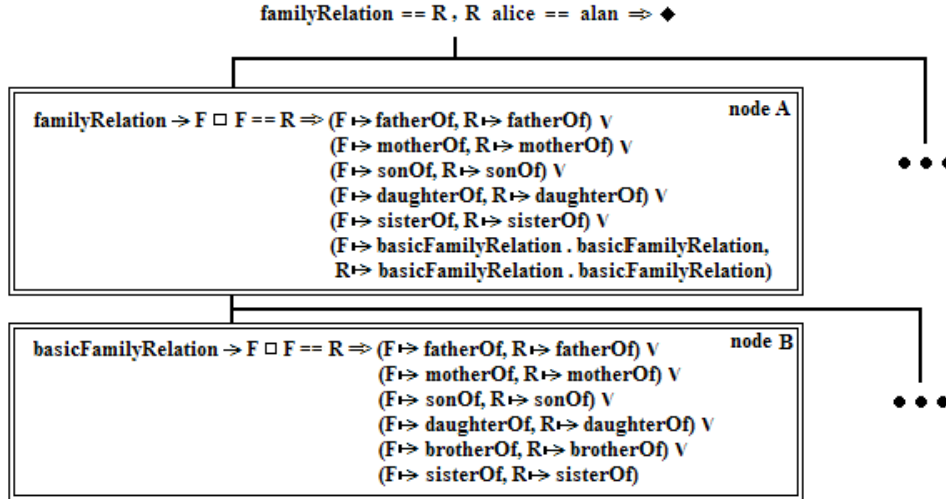 familyRelation == R , R alice == alan ⇒ ◆
node A
familyRelation → F □ F == R ⇒ (F ↦ fatherOf, R ↦ fatherOf) ∨
(F ↦ motherOf, R ↦ motherOf) ∨
(F ↦ sonOf, R ↦ sonOf) ∨
(F ↦ daughterOf, R ↦ daughterOf) ∨
(F ↦ sisterOf, R ↦ sisterOf) ∨
(F ↦ basicFamilyRelation . basicFamilyRelation,
R ↦ basicFamilyRelation . basicFamilyRelation)
node B
basicFamilyRelation → F □ F == R ⇒ (F ↦ fatherOf, R ↦ fatherOf) ∨
(F ↦ motherOf, R ↦ motherOf) ∨
(F ↦ sonOf, R ↦ sonOf) ∨
(F ↦ daughterOf, R ↦ daughterOf) ∨
(F ↦ brotherOf, R ↦ brotherOf) ∨
(F ↦ sisterOf, R ↦ sisterOf)